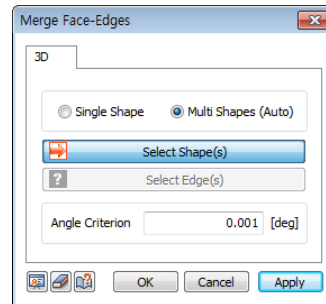 Merge Face-Edges
3D
Single Shape Multi Shapes (Auto)
Select Shape(s)
? Select Edge(s)
Angle Criterion 0.001 [deg]
OK Cancel Apply